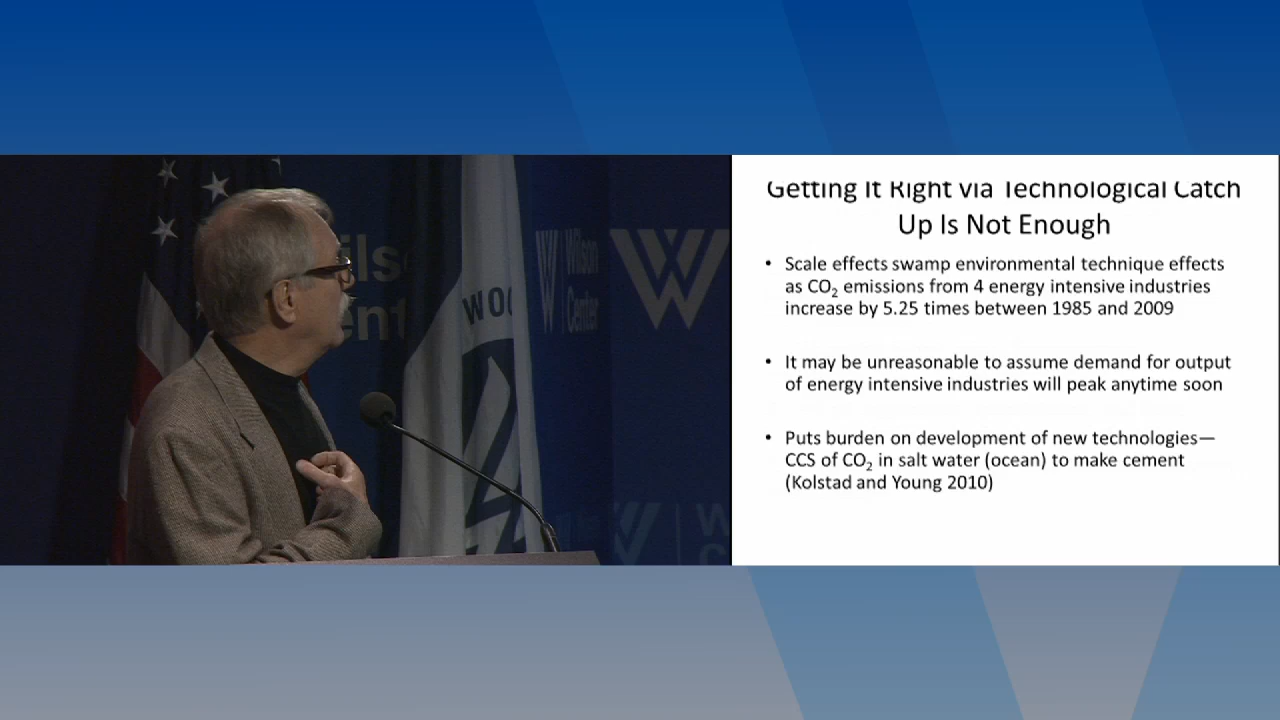 Wilson
Center
WOO
Getting It Right via Technological Catch
Up Is Not Enough
• Scale effects swamp environmental technique effects
as CO₂ emissions from 4 energy intensive industries
increase by 5.25 times between 1985 and 2009
• It may be unreasonable to assume demand for output
of energy intensive industries will peak anytime soon
• Puts burden on development of new technologies—
CCS of CO₂ in salt water (ocean) to make cement
(Kolstad and Young 2010)